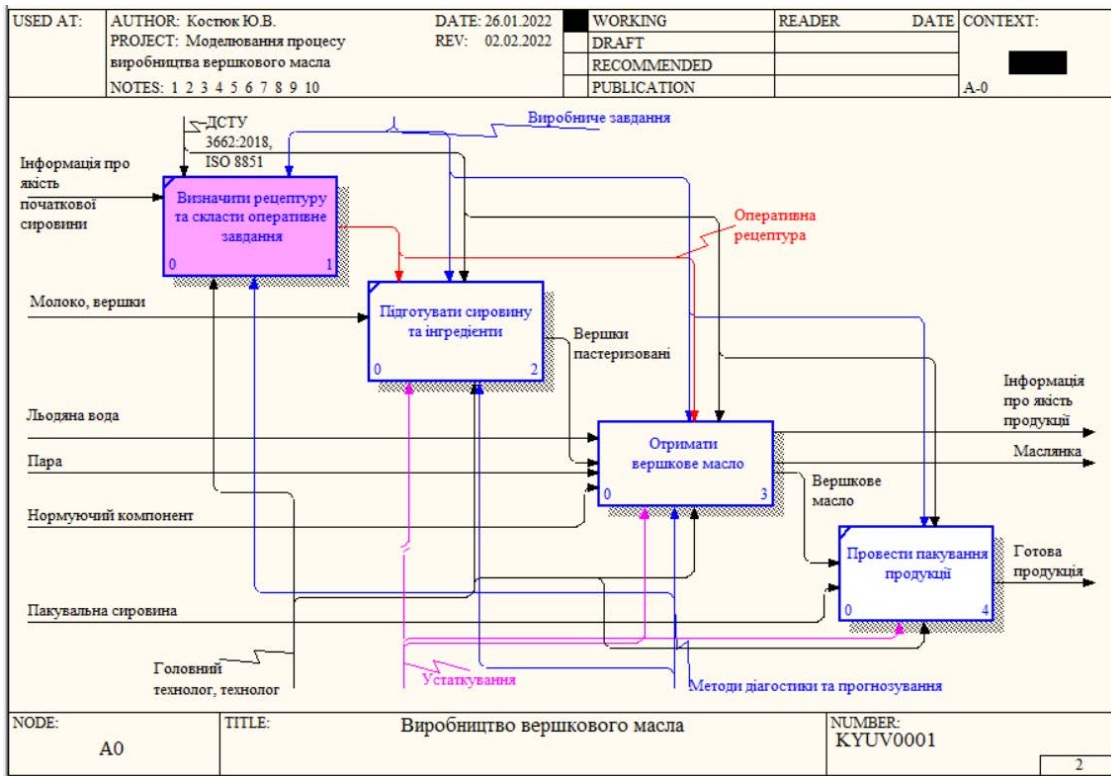 USED AT:
AUTHOR: Костюк Ю.В.
DATE: 26.01.2022
PROJECT: Моделювання процесу
REV: 02.02.2022
виробництва вершкового масла
NOTES: 1 2 3 4 5 6 7 8 9 10
WORKING
DRAFT
RECOMMENDED
PUBLICATION
READER
DATE
CONTEXT:
A-0
ДСТУ
3662:2018,
ISO 8851
Виробниче завдання
Інформація про
якість
початкової
сировини
Визначити рецептуру
та скласти оперативне
завдання
0
1
Оперативна
рецептура
Молоко, вершки
Підготувати сировину
та інгредієнти
0
2
Вершки
пастеризовані
Інформація
про якість
продукції
Льодяна вода
Отримати
вершкове масло
0
3
Маслянка
Пара
Вершкове
масло
Нормуючий компонент
Провести пакування
продукції
0
4
Готова
продукція
Пакувальна сировина
Головний
технолог, технолог
Устаткування
Методи діагостики та прогнозування
NODE:
A0
TITLE:
Виробництво вершкового масла
NUMBER:
KYUV0001
2